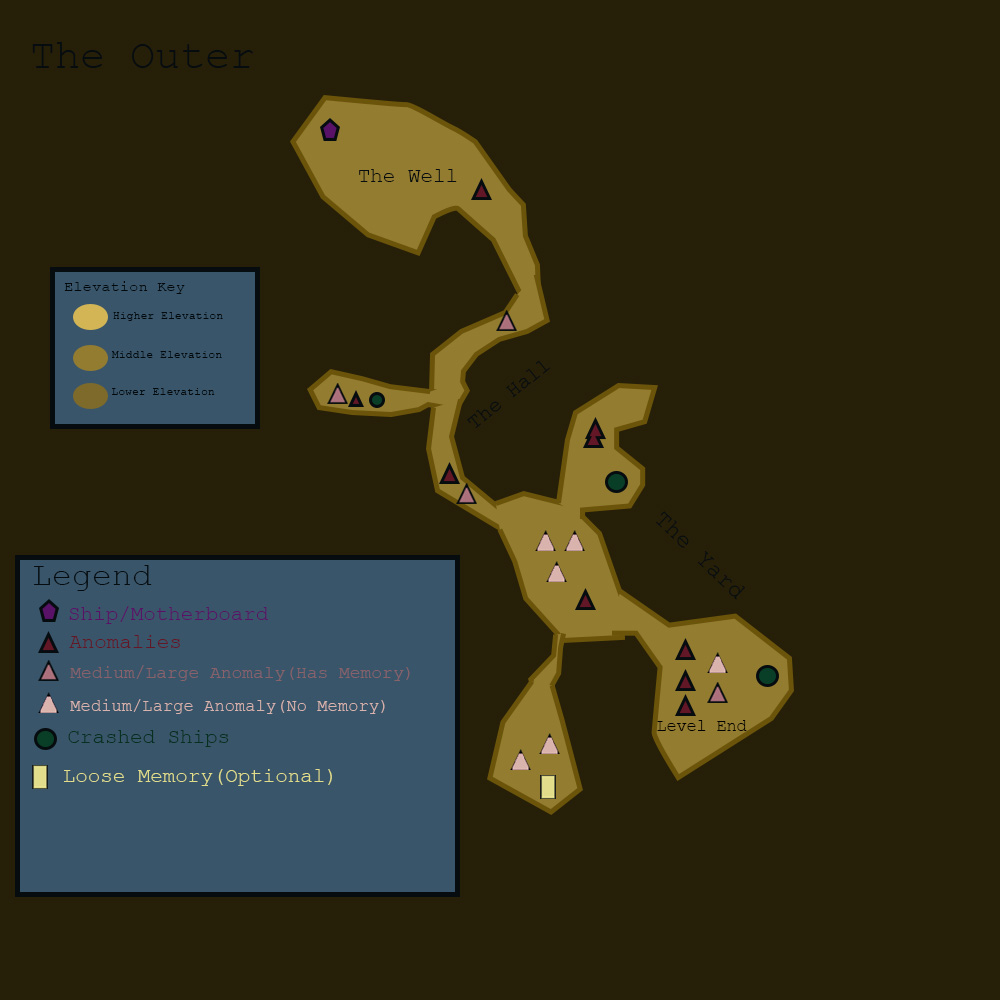 The Outer
The Well
Elevation Key
Higher Elevation
Middle Elevation
Lower Elevation
The Hall
The Yard
Level End
Legend
Ship/Motherboard
Anomalies
Medium/Large Anomaly(Has Memory)
Medium/Large Anomaly(No Memory)
Crashed Ships
Loose Memory(Optional)